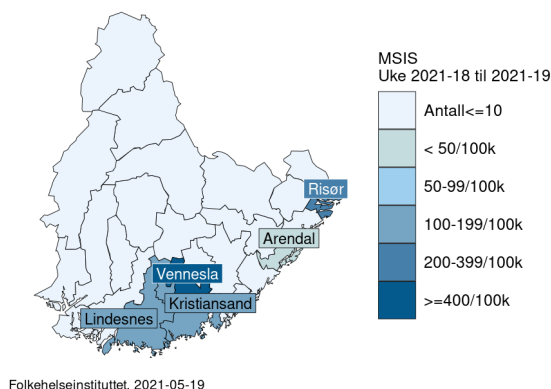 MSIS
Uke 2021-18 til 2021-19
Antall<=10
< 50/100k
50-99/100k
100-199/100k
200-399/100k
>=400/100k
Risør
Arendal
Vennesla
Kristiansand
Lindesnes
Folkehelseinstituttet, 2021-05-19